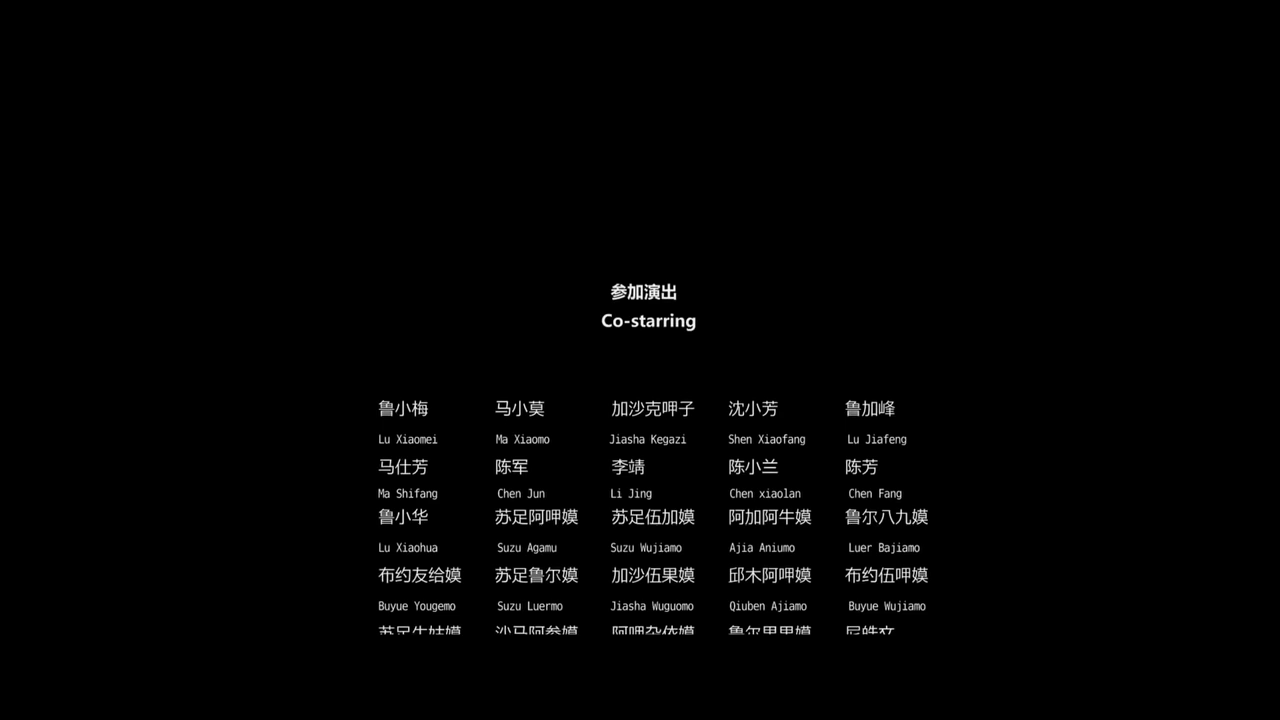 参加演出
Co-starring
鲁小梅 马小莫 加沙克呷子 沈小芳 鲁加峰
Lu Xiaomei Ma Xiaomo Jiasha Kegazi Shen Xiaofang Lu Jiafeng
马仕芳 陈军 李靖 陈小兰 陈芳
Ma Shifang Chen Jun Li Jing Chen xiaolan Chen Fang
鲁小华 苏足阿呷嫫 苏足伍加嫫 阿加阿牛嫫 鲁尔八九嫫
Lu Xiaohua Suzu Agamu Suzu Wujiamo Ajia Aniumo Luer Bajiamo
布约友给嫫 苏足鲁尔嫫 加沙伍果嫫 邱木阿呷嫫 布约伍呷嫫
Buyue Yougemo Suzu Luermo Jiasha Wuguomo Qiuben Ajiamo Buyue Wujiamo